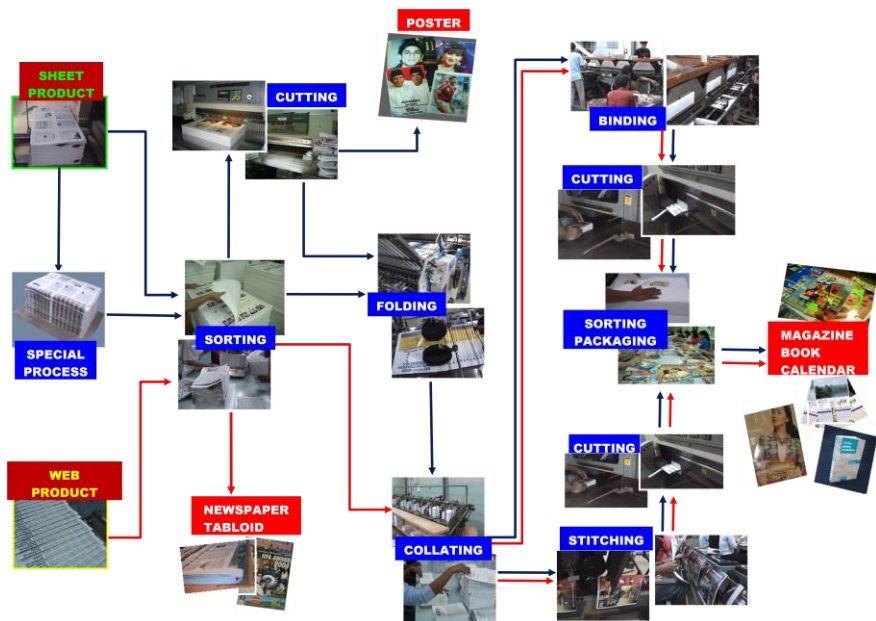 POSTER
SHEET
PRODUCT
CUTTING
BINDING
CUTTING
SPECIAL
PROCESS
SORTING
FOLDING
SORTING
PACKAGING
MAGAZINE
BOOK
CALENDAR
WEB
PRODUCT
NEWSPAPER
TABLOID
COLLATING
CUTTING
STITCHING